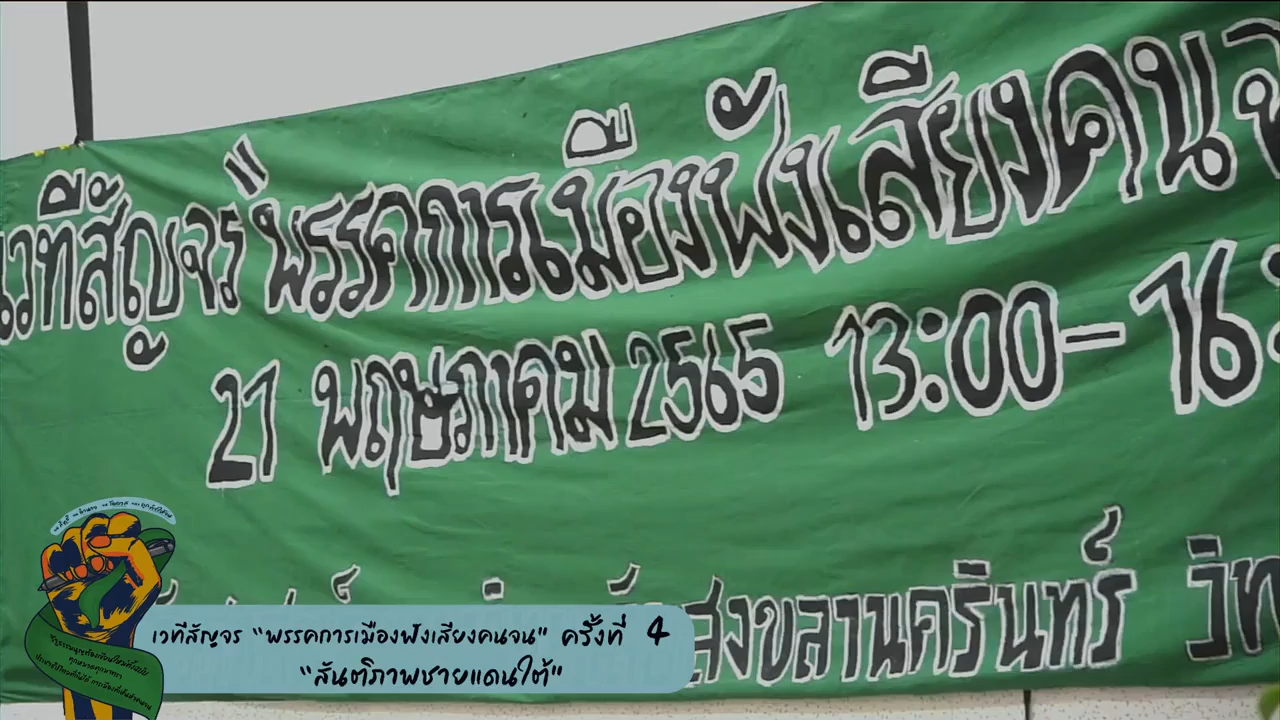 เวทีสัญจร "พรรคการเมืองฟังเสียงคนจ
21 พฤษภาคม 2565 13:00-16:
สงขลานครินทร์ วิท
เวทีสัญจร "พรรคการเมืองฟังเสียงคนจน" ครั้งที่ 4
"สันติภาพชายแดนใต้"